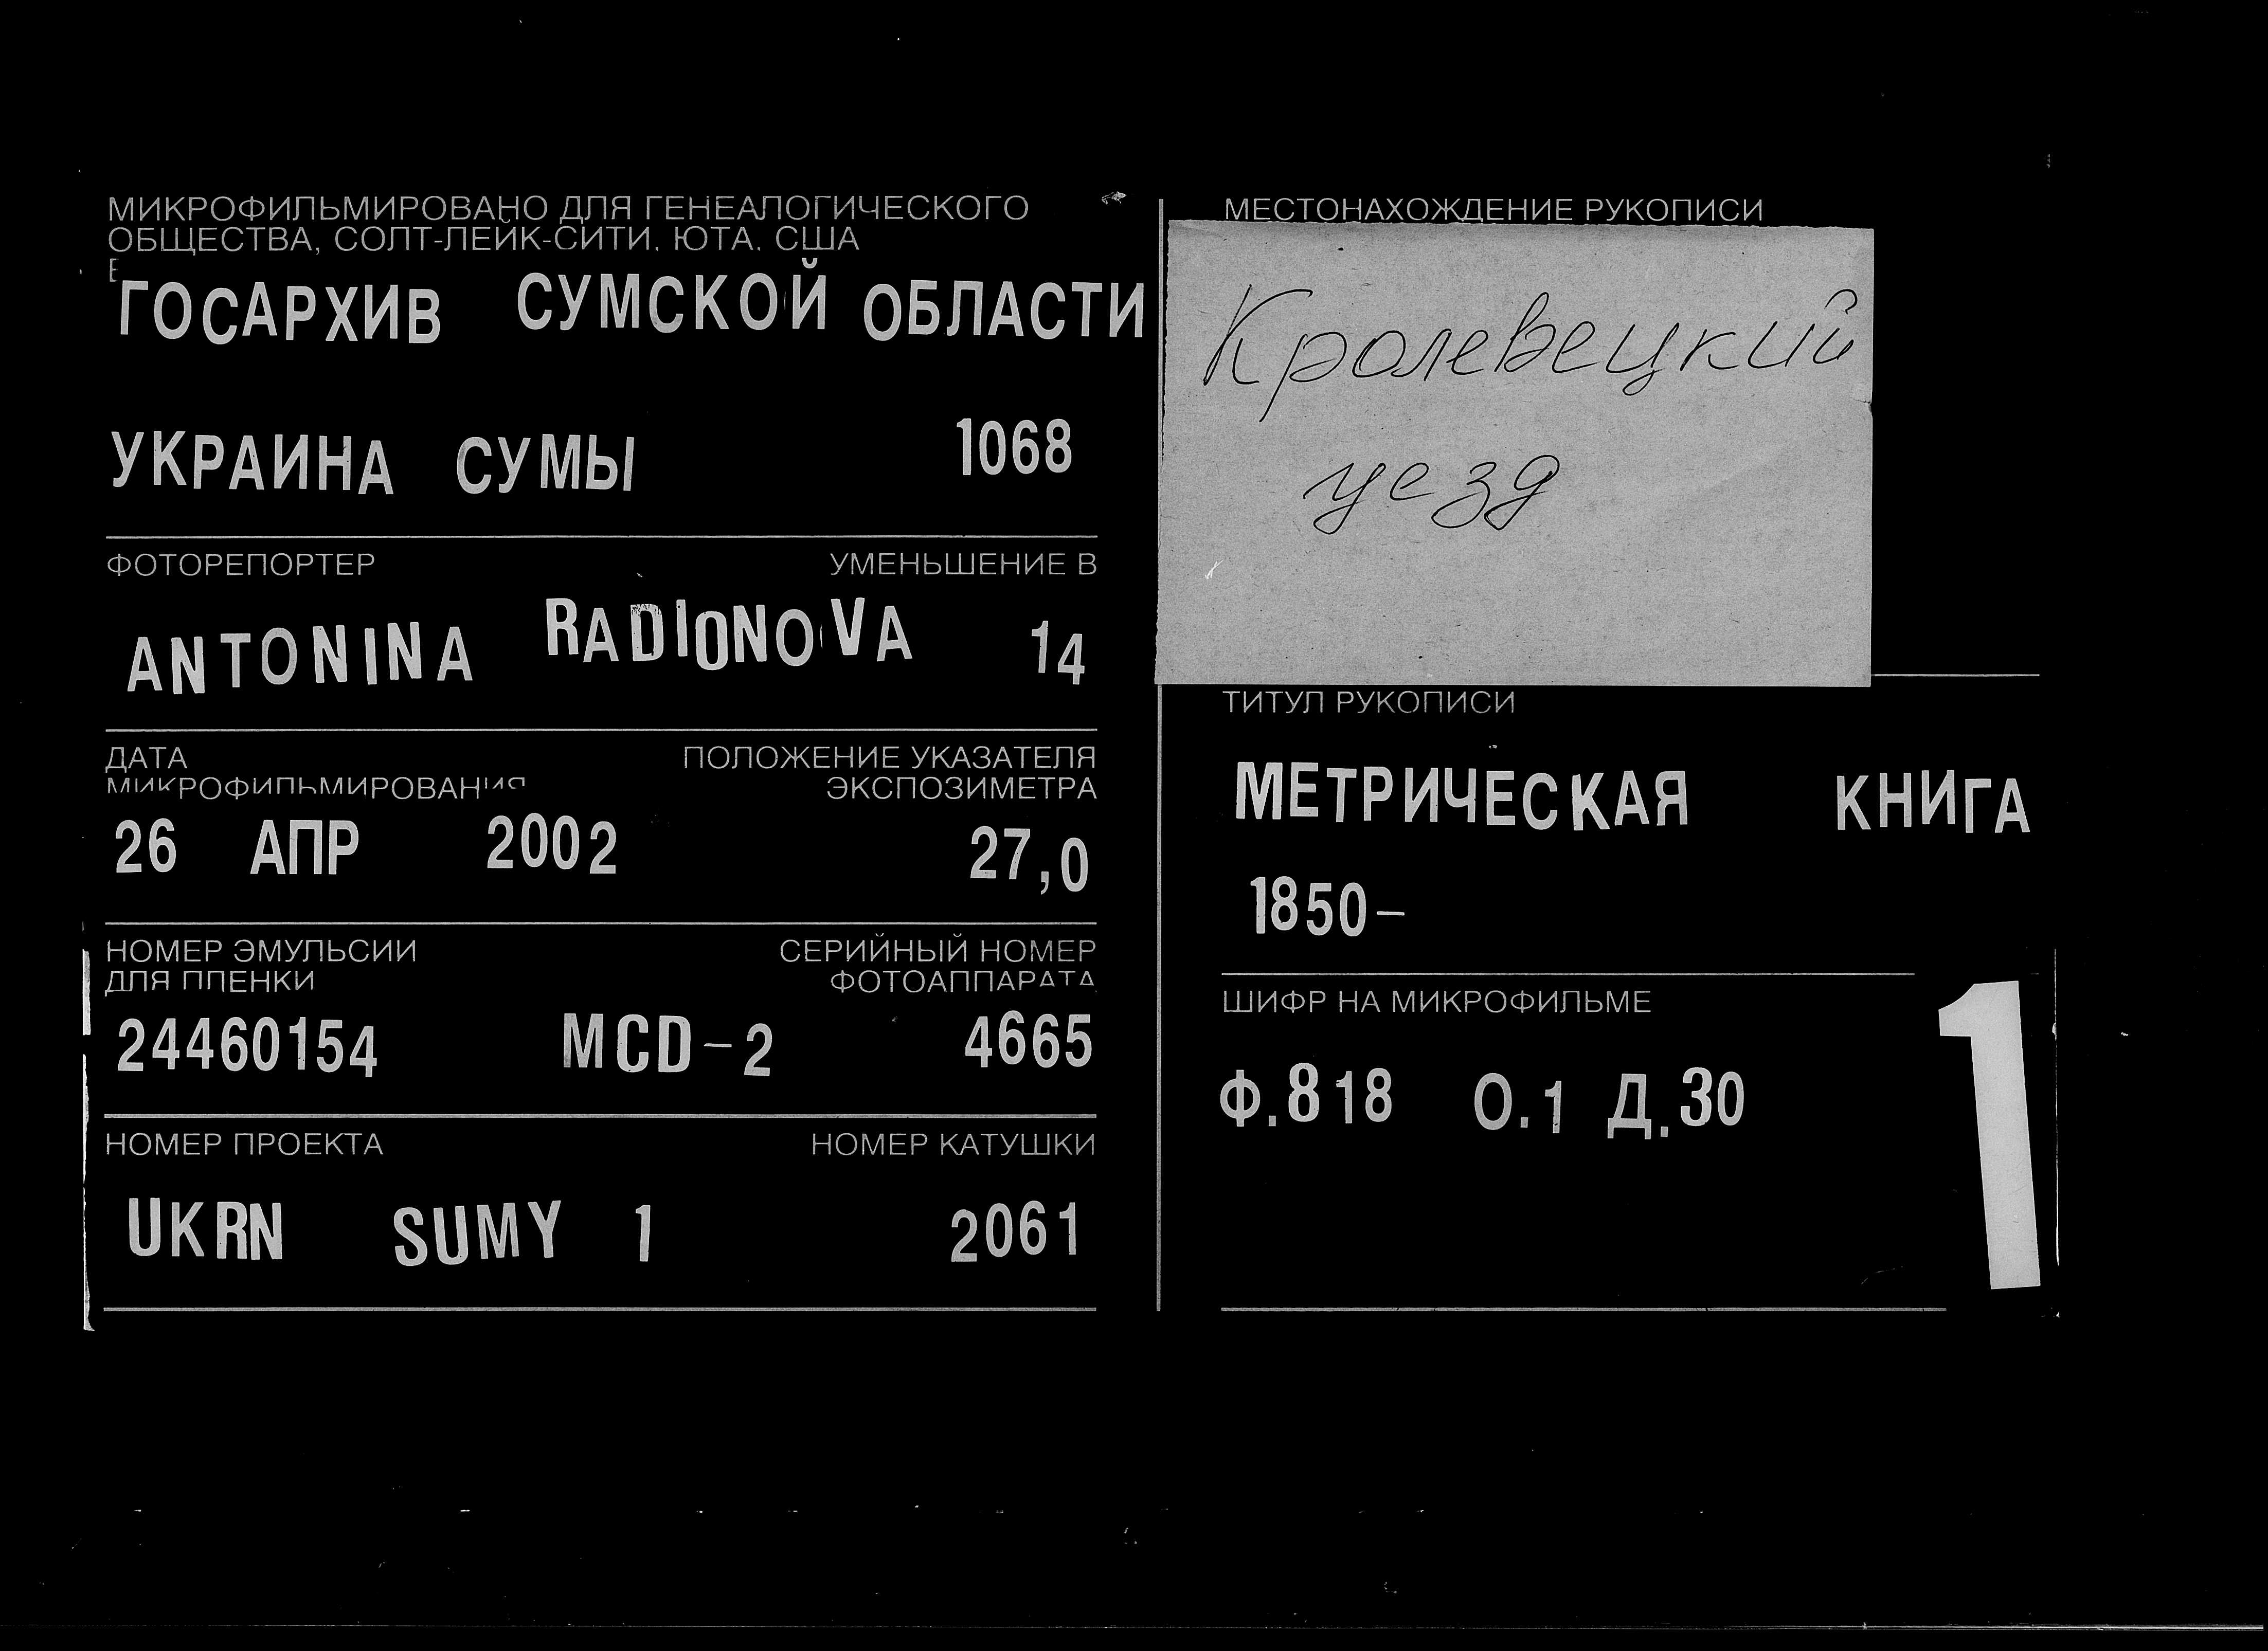 МИКРОФИЛЬМИРОВАНО ДЛЯ ГЕНЕАЛОГИЧЕСКОГО
ОБЩЕСТВА, СОЛТ-ЛЕЙК-СИТИ. ЮТА. США
ГОСАРХИВ СУМСКОЙ ОБЛАСТИ
УКРАИНА СУМЫ 1068
ФОТОРЕПОРТЕР УМЕНЬШЕНИЕ В
ANTONINA RADIONOVA 14
ДАТА ПОЛОЖЕНИЕ УКАЗАТЕЛЯ
МИКРОФИЛЬМИРОВАНИЯ ЭКСПОЗИМЕТРА
26 АПР 2002 27,0
НОМЕР ЭМУЛЬСИИ СЕРИЙНЫЙ НОМЕР
ДЛЯ ПЛЕНКИ ФОТОАППАРАТА
24460154 MCD-2 4665
НОМЕР ПРОЕКТА НОМЕР КАТУШКИ
UKRN SUMY 1 2061
МЕСТОНАХОЖДЕНИЕ РУКОПИСИ
Кролевецкий
уезд
ТИТУЛ РУКОПИСИ
МЕТРИЧЕСКАЯ КНИГА
1850-
ШИФР НА МИКРОФИЛЬМЕ
Ф.818 О.1 Д.30
1